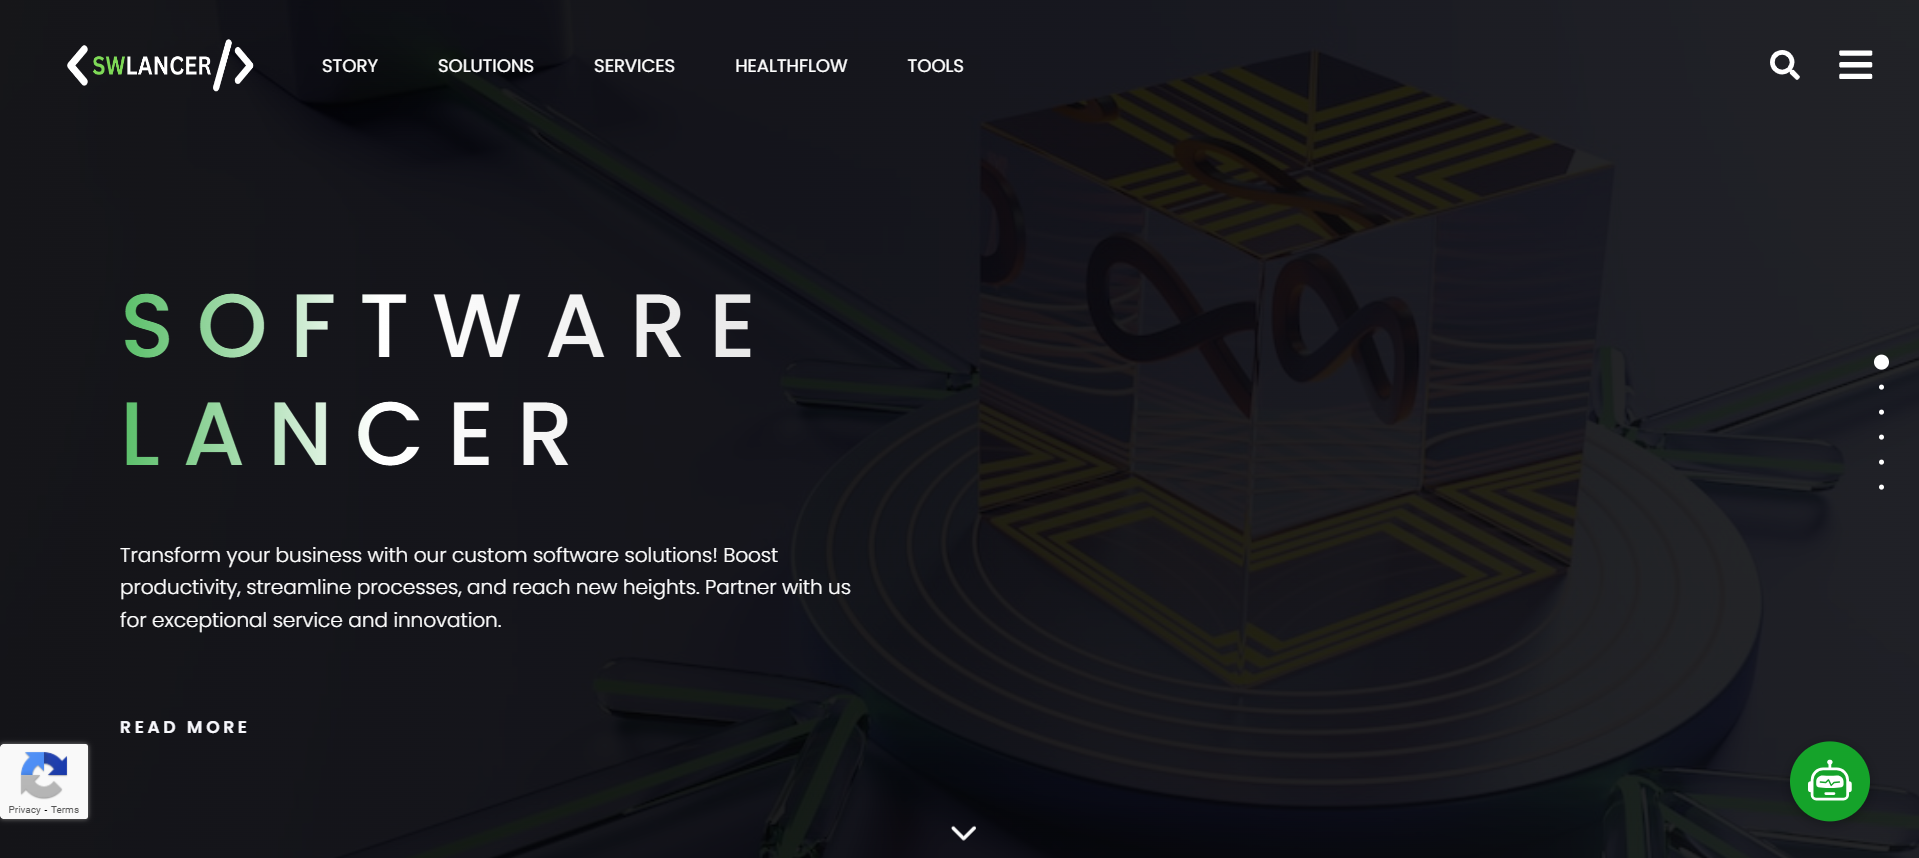 SWLANCER
STORY
SOLUTIONS
SERVICES
HEALTHFLOW
TOOLS
SOFTWARE
LANCER
Transform your business with our custom software solutions! Boost
productivity, streamline processes, and reach new heights. Partner with us
for exceptional service and innovation.
READ MORE
Privacy - Terms